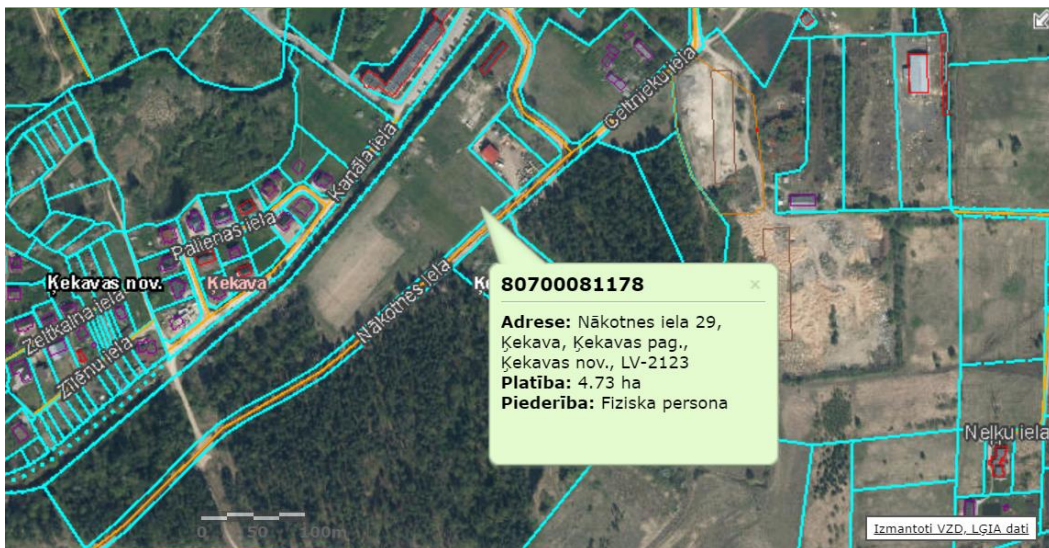 Celtnieku iela
Kanāla iela
Palienas iela
Ķekavas nov.
Ķekava
Zeltkalna iela
Zīlēnu iela
Nākotnes iela
80700081178
×
Adrese: Nākotnes iela 29,
Ķekava, Ķekavas pag.,
Ķekavas nov., LV-2123
Platība: 4.73 ha
Piederība: Fiziska persona
Neļķu iela
0 50 100m
Izmantoti VZD, LĢIA dati